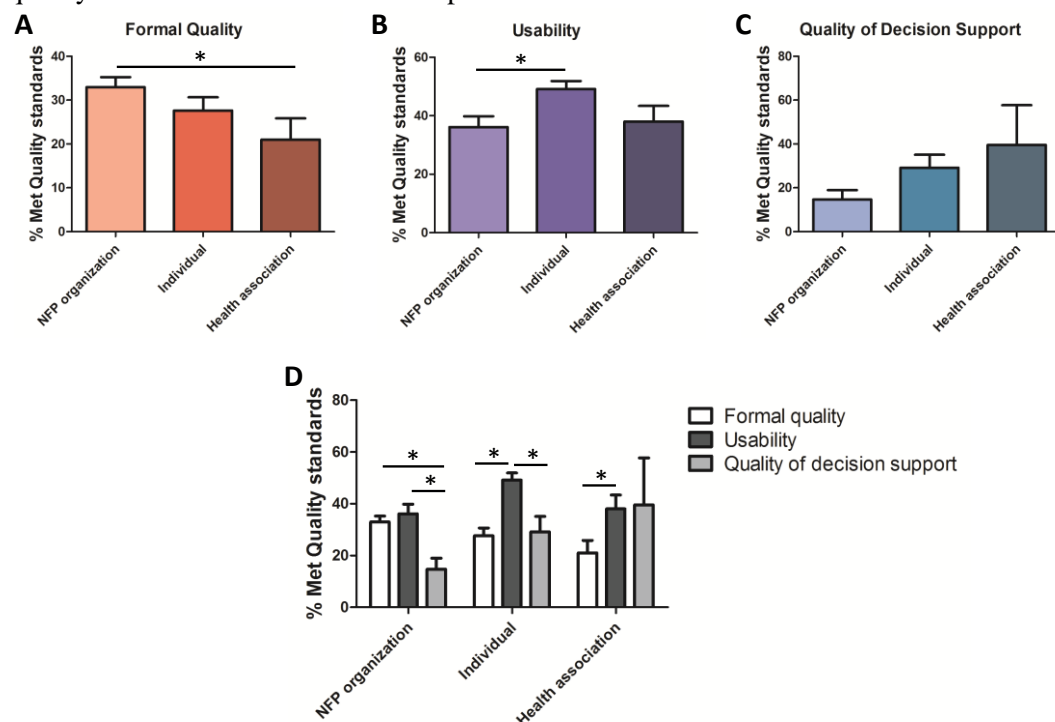 A
Formal Quality
% Met Quality standards
40
30
20
10
0
*
NFP organization
Individual
Health association
B
Usability
% Met Quality standards
60
40
20
0
*
NFP organization
Individual
Health association
C
Quality of Decision Support
% Met Quality standards
80
60
40
20
0
NFP organization
Individual
Health association
D
% Met Quality standards
80
60
40
20
0
*
*
*
*
*
NFP organization
Individual
Health association
Formal quality
Usability
Quality of decision support